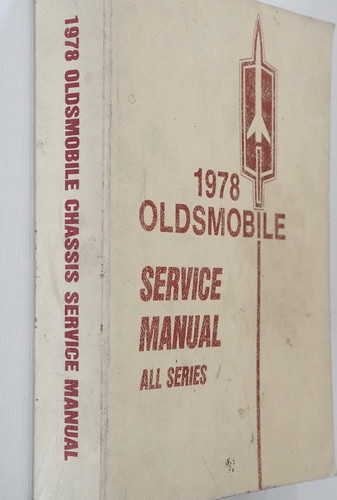 1978 OLDSMOBILE CHASSIS SERVICE MANUAL
1978
OLDSMOBILE
SERVICE
MANUAL
ALL SERIES